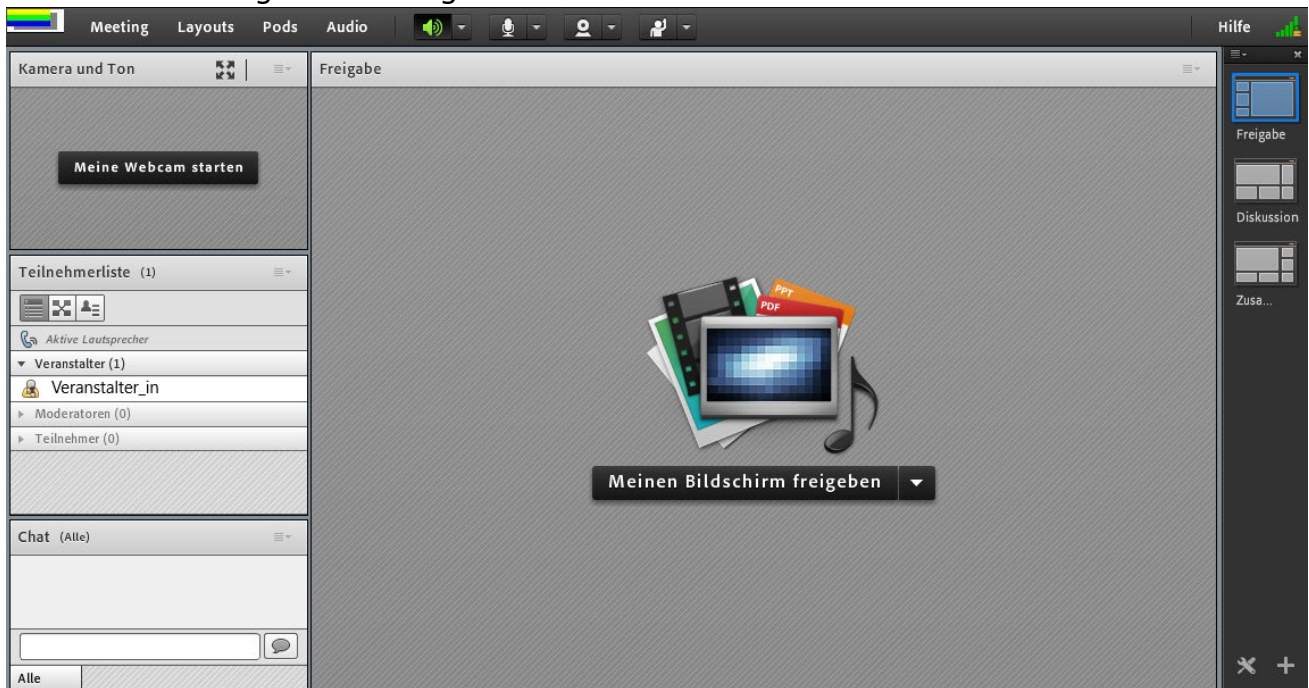 Meeting Layouts Pods Audio Hilfe
Kamera und Ton
Meine Webcam starten
Teilnehmerliste (1)
Aktive Lautsprecher
Veranstalter (1)
Veranstalter_in
Moderatoren (0)
Teilnehmer (0)
Chat (Alle)
Alle
Freigabe
PPT
PDF
Meinen Bildschirm freigeben
Freigabe
Diskussion
Zusa...